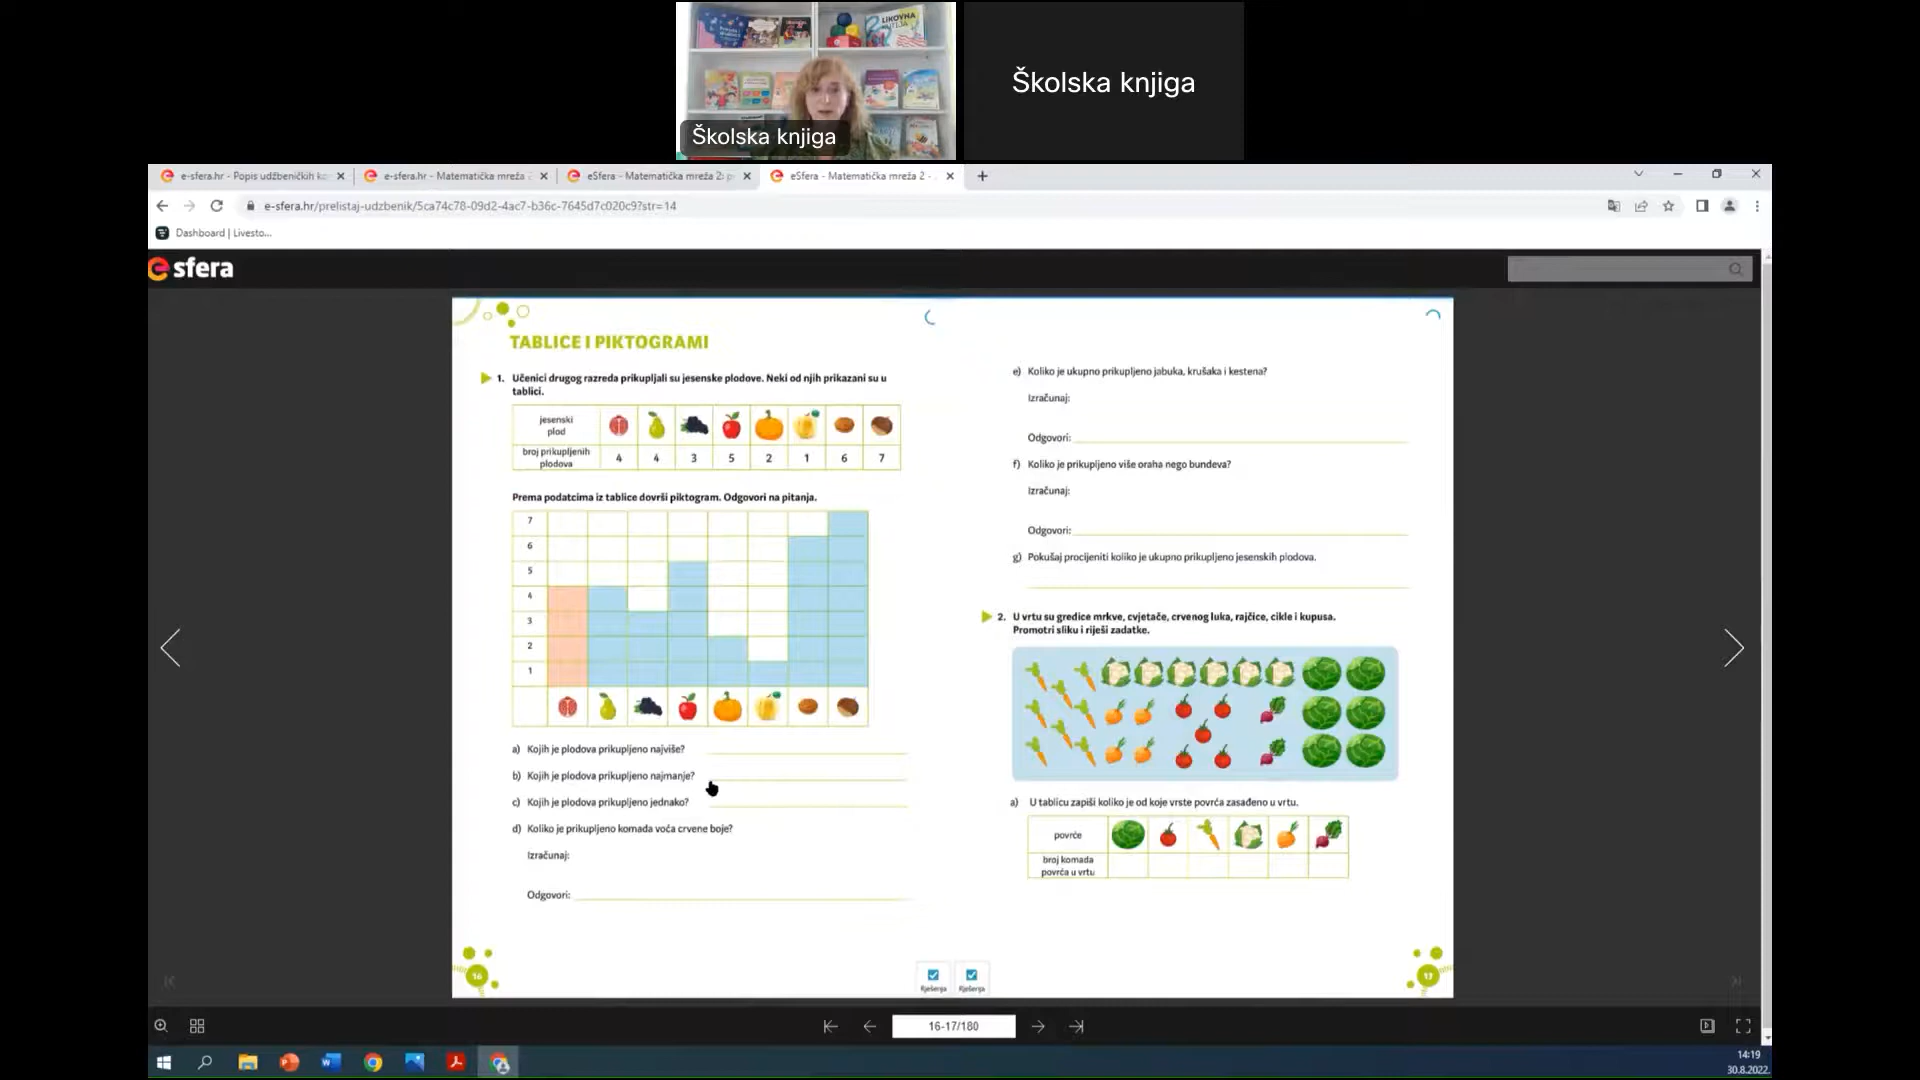 LIKOVNA
Školska knjiga
Školska knjiga
e-sfera.hr - Popis udžbeničkih
e-sfera.hr - Matematička mreža
eSfera - Matematička mreža 2:
eSfera - Matematička mreža 2 -
e-sfera.hr/prelistaj-udzbenik/5ca74c78-09d2-4ac7-b36c-7645d7c020c9?str=14
Dashboard | Livesto...
e sfera
TABLICE I PIKTOGRAMI
1. Učenici drugog razreda prikupljali su jesenske plodove. Neki od njih prikazani su u
tablici.
jesenski
plod
broj prikupljenih
plodova
4 4 3 5 2 1 6 7
Prema podatcima iz tablice dovrši piktogram. Odgovori na pitanja.
7
6
5
4
3
2
1
a) Kojih je plodova prikupljeno najviše?
b) Kojih je plodova prikupljeno najmanje?
c) Kojih je plodova prikupljeno jednako?
d) Koliko je prikupljeno komada voća crvene boje?
Izračunaj:
Odgovori:
16
e) Koliko je ukupno prikupljeno jabuka, krušaka i kestena?
Izračunaj:
Odgovori:
f) Koliko je prikupljeno više oraha nego bundeva?
Izračunaj:
Odgovori:
g) Pokušaj procijeniti koliko je ukupno prikupljeno jesenskih plodova.
2. U vrtu su gredice mrkve, cvjetače, crvenog luka, rajčice, cikle i kupusa.
Promotri sliku i riješi zadatke.
a) U tablicu zapiši koliko je od koje vrste povrća zasađeno u vrtu.
povrće
broj komada
povrća u vrtu
17
Rješenja
Rješenja
16-17/180
14:19
30.8.2022.